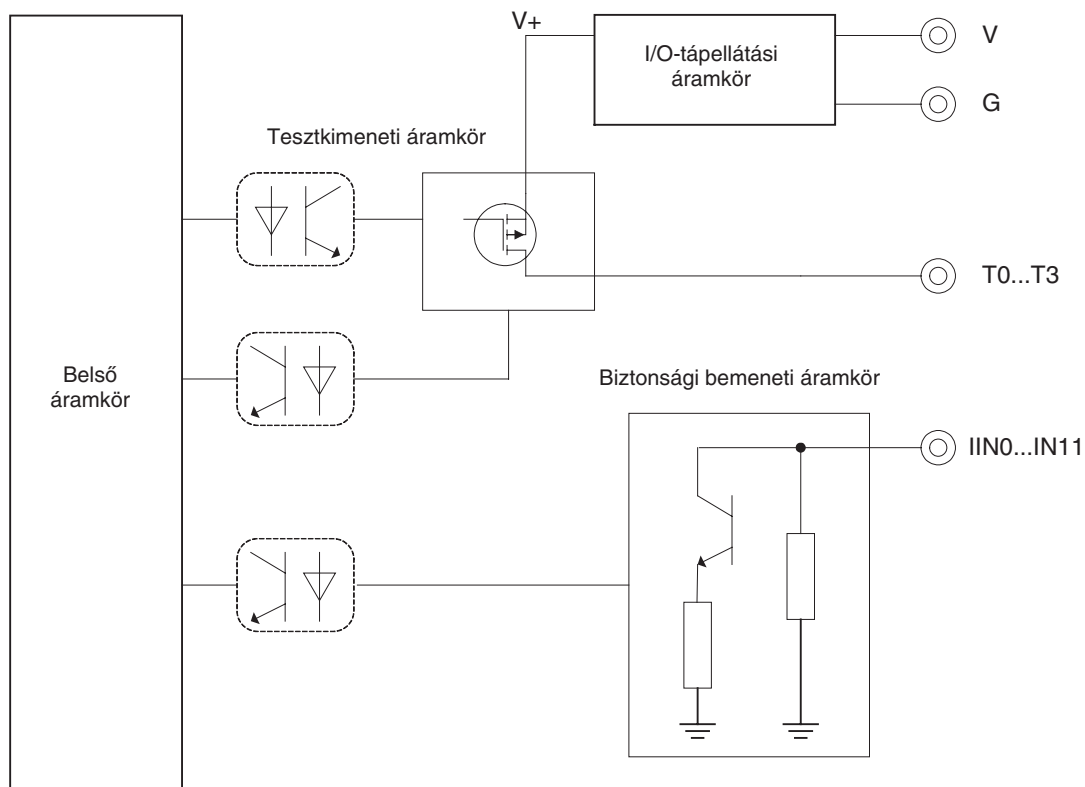 V+
I/O-tápellátási
áramkör
V
G
Tesztkimeneti áramkör
T0...T3
Belső
áramkör
Biztonsági bemeneti áramkör
IIN0...IN11